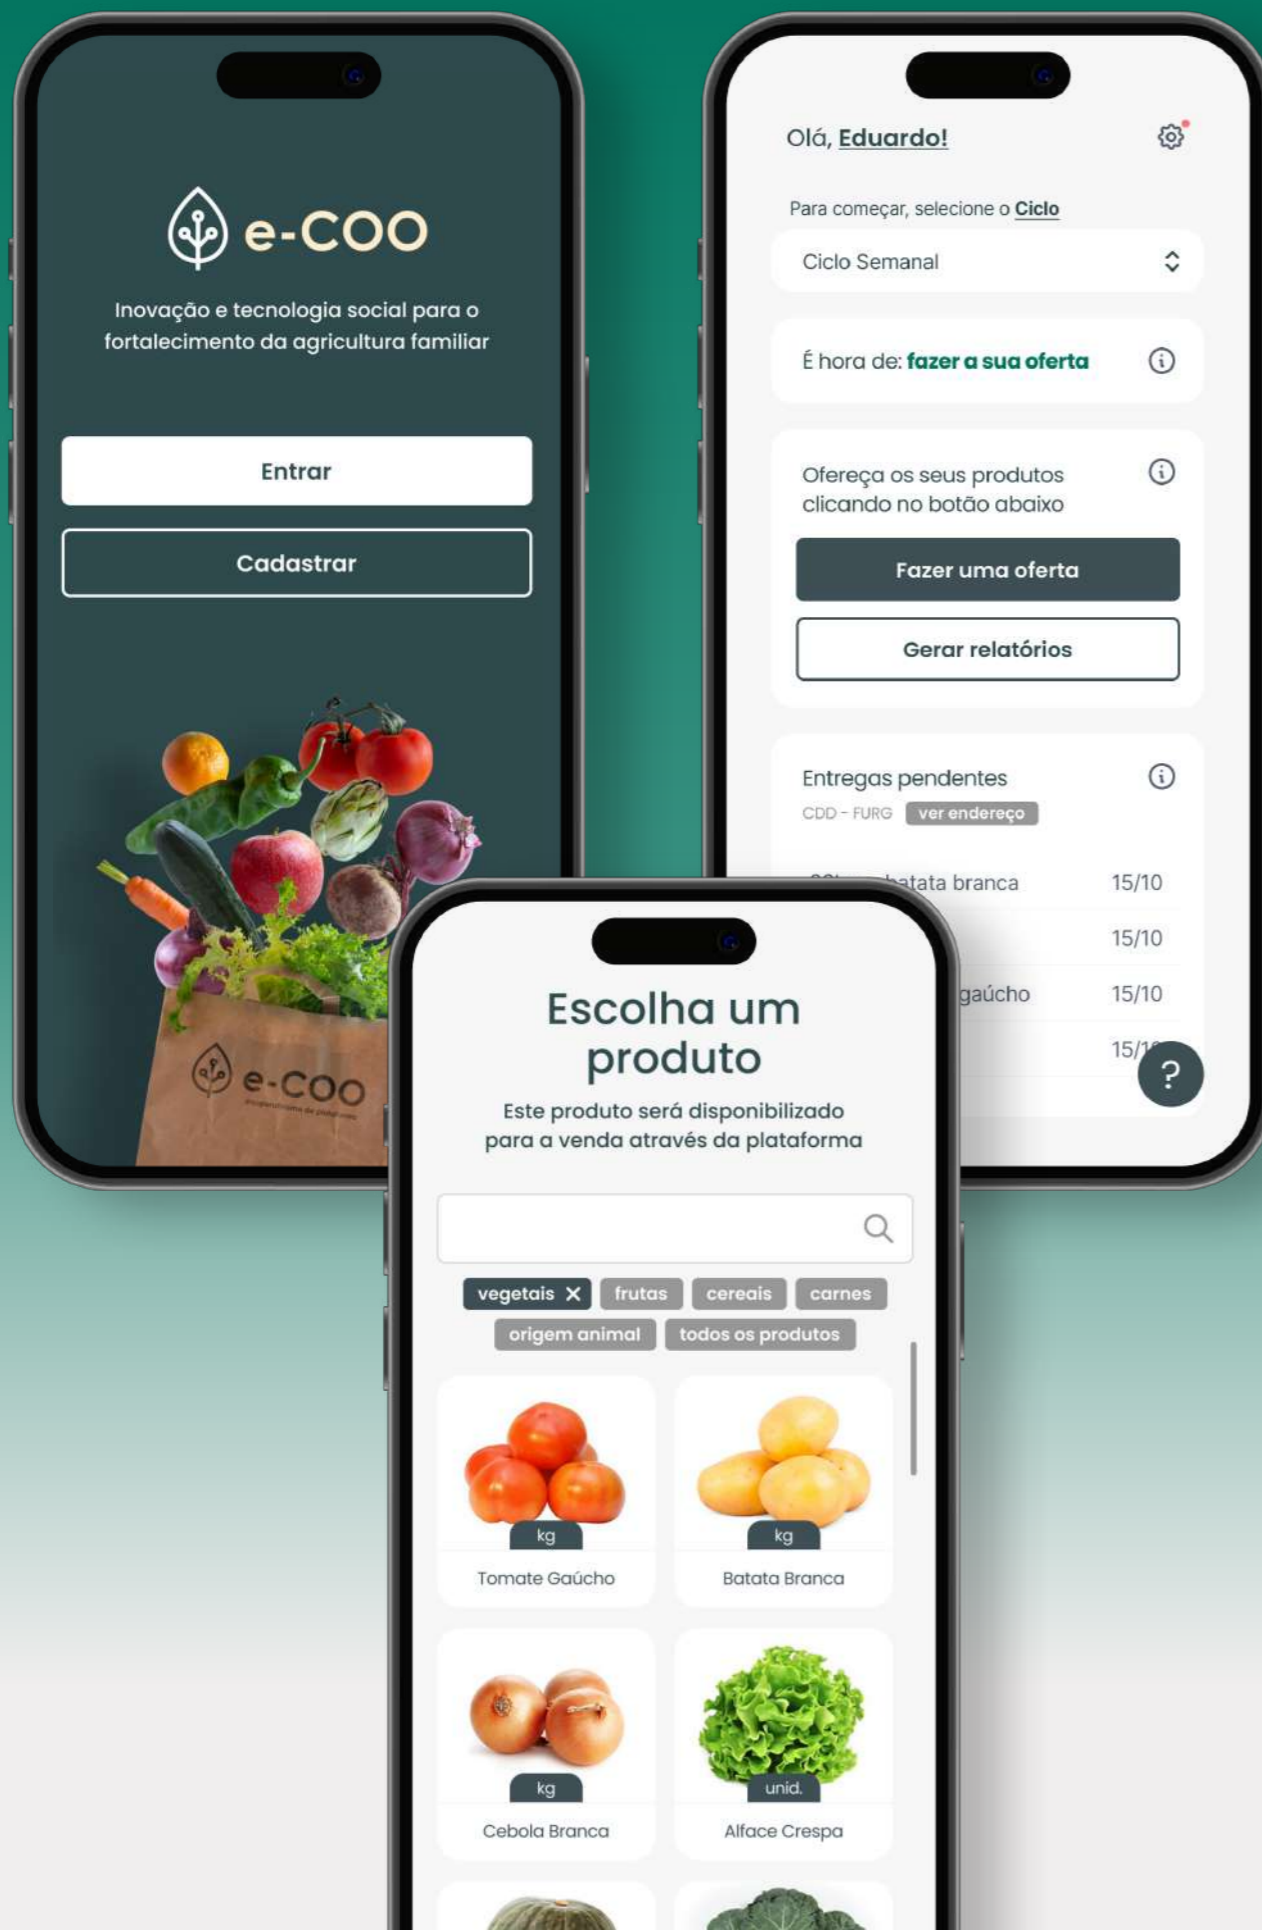 e-COO
Inovação e tecnologia social para o
fortalecimento da agricultura familiar
Entrar
Cadastrar
e-COO
Olá, Eduardo!
Para começar, selecione o Ciclo
Ciclo Semanal
É hora de: fazer a sua oferta
Ofereça os seus produtos
clicando no botão abaixo
Fazer uma oferta
Gerar relatórios
Entregas pendentes
CDD - FURG ver endereço
batata branca 15/10
15/10
gaúcho 15/10
?
Escolha um
produto
Este produto será disponibilizado
para a venda através da plataforma
vegetais X frutas cereais carnes
origem animal todos os produtos
kg kg
Tomate Gaúcho Batata Branca
kg unid.
Cebola Branca Alface Crespa